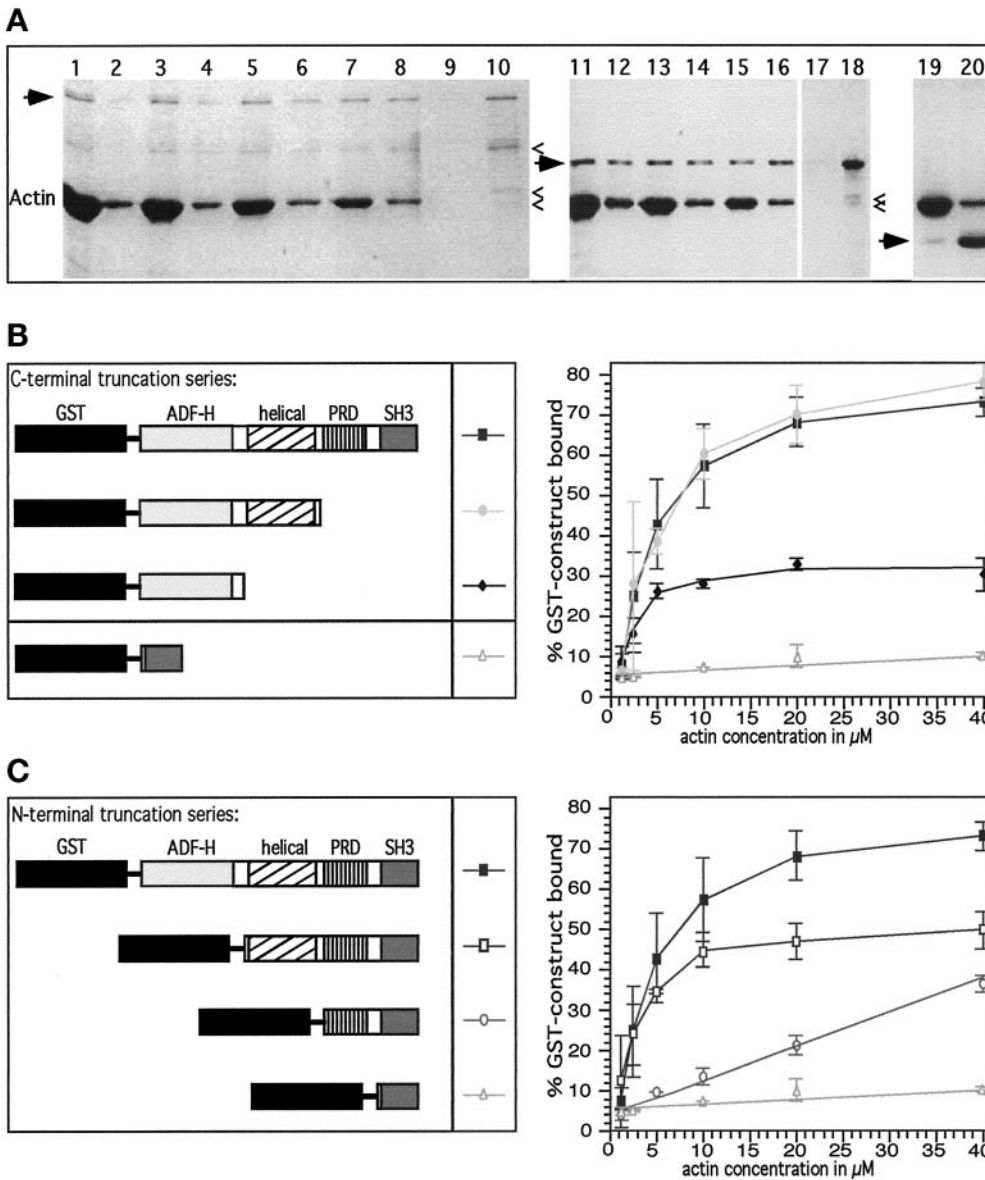 A
1 2 3 4 5 6 7 8 9 10 11 12 13 14 15 16 17 18 19 20
Actin
B
C-terminal truncation series:
GST ADF-H helical PRD SH3
% GST-construct bound
80
70
60
50
40
30
20
10
0
0 5 10 15 20 25 30 35 40
actin concentration in µM
C
N-terminal truncation series:
GST ADF-H helical PRD SH3
% GST-construct bound
80
70
60
50
40
30
20
10
0
0 5 10 15 20 25 30 35 40
actin concentration in µM